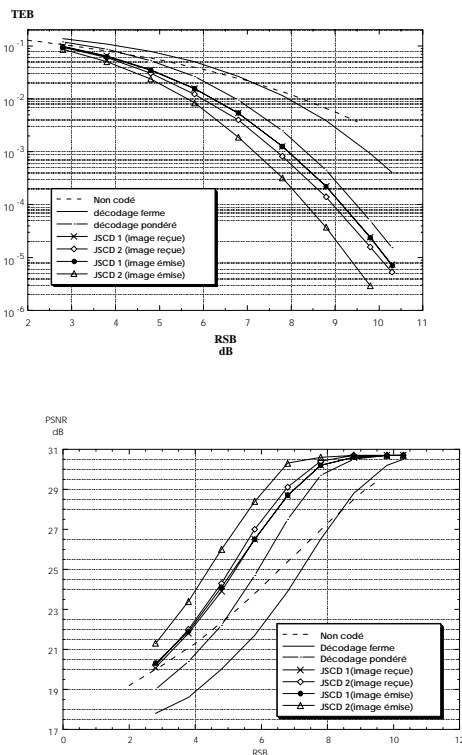 TEB
10 -1
10 -2
10 -3
10 -4
10 -5
10 -6
Non codé
décodage ferme
décodage pondéré
JSCD 1 (image reçue)
JSCD 2 (image reçue)
JSCD 1 (image émise)
JSCD 2 (image émise)
2 3 4 5 6 7 8 9 10 11
RSB
dB
PSNR
dB
31
29
27
25
23
21
19
17
Non codé
Décodage ferme
Décodage pondéré
JSCD 1(image reçue)
JSCD 2(image reçue)
JSCD 1(image émise)
JSCD 2(image émise)
0 2 4 6 8 10 12
RSB